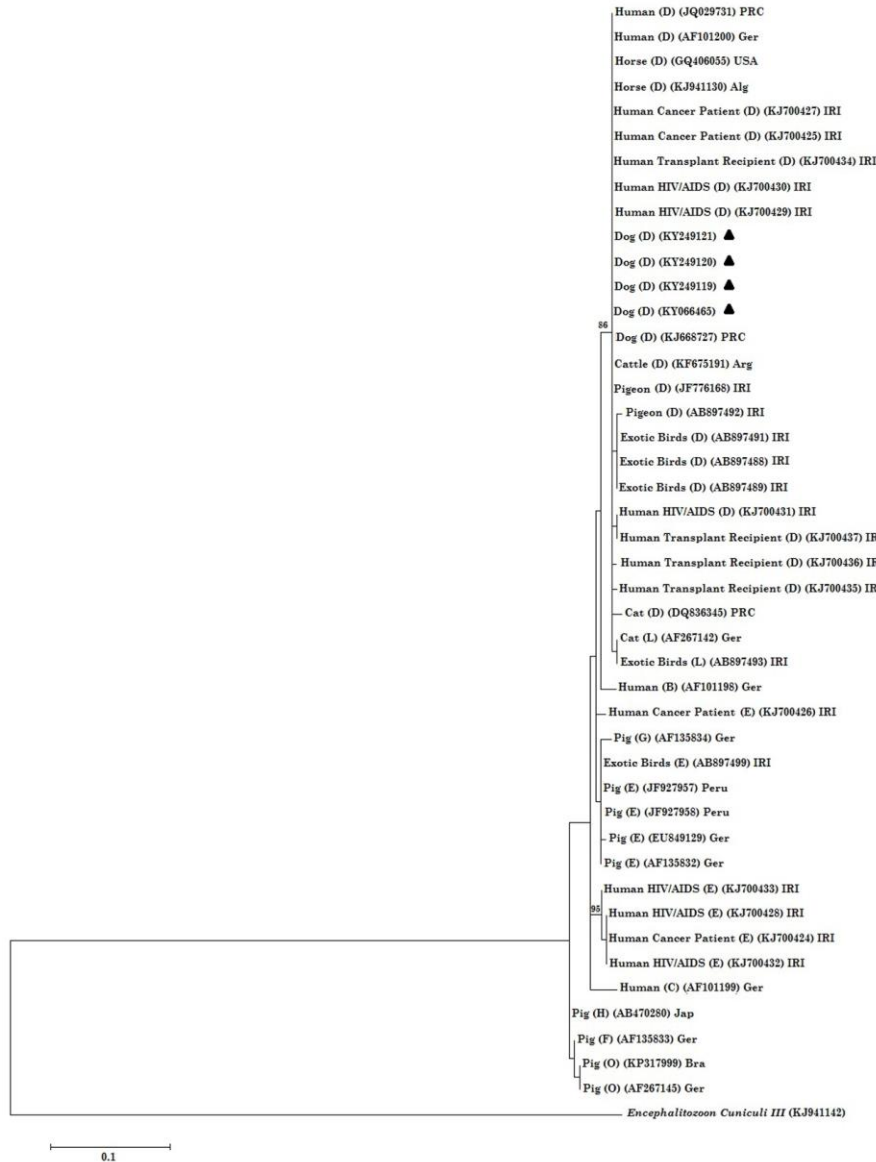 Human (D) (JQ029731) PRC
Human (D) (AF101200) Ger
Horse (D) (GQ406055) USA
Horse (D) (KJ941130) Alg
Human Cancer Patient (D) (KJ700427) IRI
Human Cancer Patient (D) (KJ700425) IRI
Human Transplant Recipient (D) (KJ700434) IRI
Human HIV/AIDS (D) (KJ700430) IRI
Human HIV/AIDS (D) (KJ700429) IRI
Dog (D) (KY249121)
Dog (D) (KY249120)
Dog (D) (KY249119)
Dog (D) (KY066465)
86
Dog (D) (KJ668727) PRC
Cattle (D) (KF675191) Arg
Pigeon (D) (JF776168) IRI
Pigeon (D) (AB897492) IRI
Exotic Birds (D) (AB897491) IRI
Exotic Birds (D) (AB897488) IRI
Exotic Birds (D) (AB897489) IRI
Human HIV/AIDS (D) (KJ700431) IRI
Human Transplant Recipient (D) (KJ700437) IR
Human Transplant Recipient (D) (KJ700436) IR
Human Transplant Recipient (D) (KJ700435) IR
Cat (D) (DQ836345) PRC
Cat (L) (AF267142) Ger
Exotic Birds (L) (AB897493) IRI
Human (B) (AF101198) Ger
Human Cancer Patient (E) (KJ700426) IRI
Pig (G) (AF135834) Ger
Exotic Birds (E) (AB897499) IRI
Pig (E) (JF927957) Peru
Pig (E) (JF927958) Peru
Pig (E) (EU849129) Ger
Pig (E) (AF135832) Ger
Human HIV/AIDS (E) (KJ700433) IRI
95
Human HIV/AIDS (E) (KJ700428) IRI
Human Cancer Patient (E) (KJ700424) IRI
Human HIV/AIDS (E) (KJ700432) IRI
Human (C) (AF101199) Ger
Pig (H) (AB470280) Jap
Pig (F) (AF135833) Ger
Pig (O) (KP317999) Bra
Pig (O) (AF267145) Ger
Encephalitozoon Cuniculi III (KJ941142)
0.1